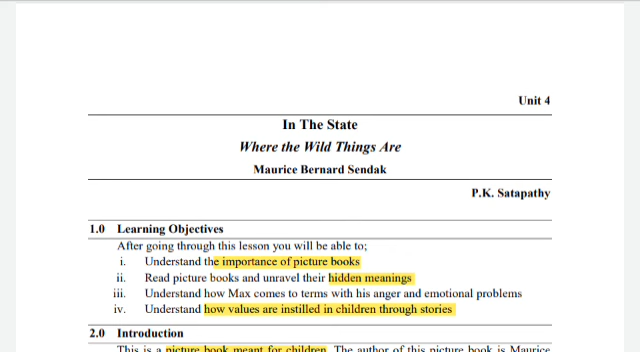 Unit 4
In The State
Where the Wild Things Are
Maurice Bernard Sendak
P.K. Satapathy
1.0 Learning Objectives
After going through this lesson you will be able to;
i. Understand the importance of picture books
ii. Read picture books and unravel their hidden meanings
iii. Understand how Max comes to terms with his anger and emotional problems
iv. Understand how values are instilled in children through stories
2.0 Introduction
This is a picture book meant for children. The author of this picture book is Maurice